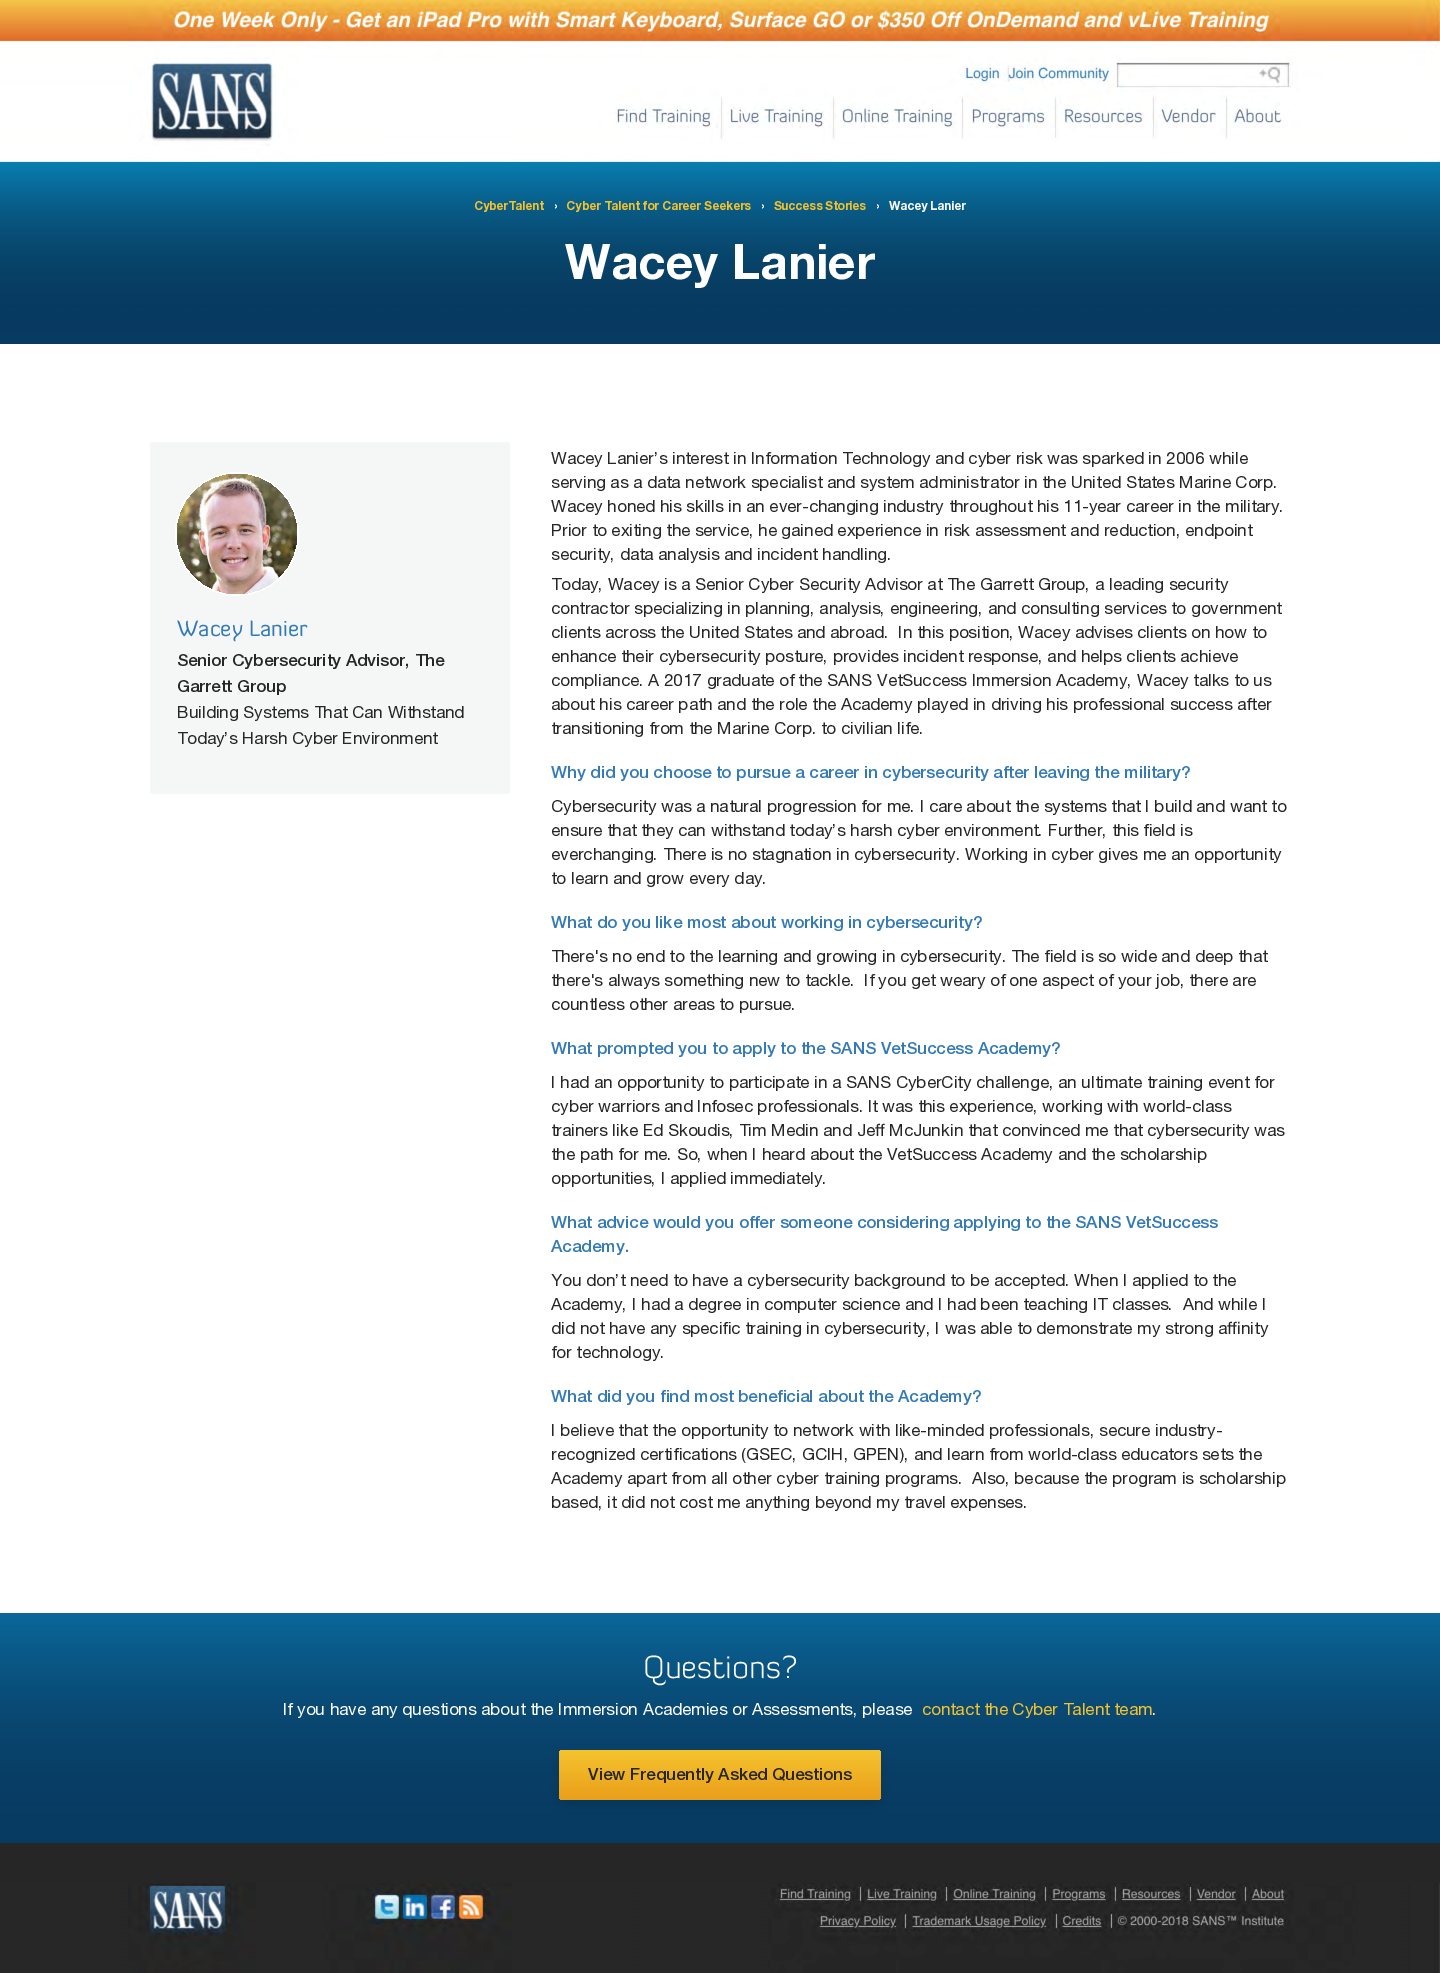 One Week Only - Get an iPad Pro with Smart Keyboard, Surface GO or $350 Off OnDemand and vLive Training
SANS
Login Join Community
Find Training Live Training Online Training Programs Resources Vendor About
CyberTalent › Cyber Talent for Career Seekers › Success Stories › Wacey Lanier
Wacey Lanier
Wacey Lanier
Senior Cybersecurity Advisor, The
Garrett Group
Building Systems That Can Withstand
Today's Harsh Cyber Environment
Wacey Lanier's interest in Information Technology and cyber risk was sparked in 2006 while
serving as a data network specialist and system administrator in the United States Marine Corp.
Wacey honed his skills in an ever-changing industry throughout his 11-year career in the military.
Prior to exiting the service, he gained experience in risk assessment and reduction, endpoint
security, data analysis and incident handling.
Today, Wacey is a Senior Cyber Security Advisor at The Garrett Group, a leading security
contractor specializing in planning, analysis, engineering, and consulting services to government
clients across the United States and abroad. In this position, Wacey advises clients on how to
enhance their cybersecurity posture, provides incident response, and helps clients achieve
compliance. A 2017 graduate of the SANS VetSuccess Immersion Academy, Wacey talks to us
about his career path and the role the Academy played in driving his professional success after
transitioning from the Marine Corp. to civilian life.
Why did you choose to pursue a career in cybersecurity after leaving the military?
Cybersecurity was a natural progression for me. I care about the systems that I build and want to
ensure that they can withstand today's harsh cyber environment. Further, this field is
everchanging. There is no stagnation in cybersecurity. Working in cyber gives me an opportunity
to learn and grow every day.
What do you like most about working in cybersecurity?
There's no end to the learning and growing in cybersecurity. The field is so wide and deep that
there's always something new to tackle. If you get weary of one aspect of your job, there are
countless other areas to pursue.
What prompted you to apply to the SANS VetSuccess Academy?
I had an opportunity to participate in a SANS CyberCity challenge, an ultimate training event for
cyber warriors and Infosec professionals. It was this experience, working with world-class
trainers like Ed Skoudis, Tim Medin and Jeff McJunkin that convinced me that cybersecurity was
the path for me. So, when I heard about the VetSuccess Academy and the scholarship
opportunities, I applied immediately.
What advice would you offer someone considering applying to the SANS VetSuccess
Academy.
You don't need to have a cybersecurity background to be accepted. When I applied to the
Academy, I had a degree in computer science and I had been teaching IT classes. And while I
did not have any specific training in cybersecurity, I was able to demonstrate my strong affinity
for technology.
What did you find most beneficial about the Academy?
I believe that the opportunity to network with like-minded professionals, secure industry-
recognized certifications (GSEC, GCIH, GPEN), and learn from world-class educators sets the
Academy apart from all other cyber training programs. Also, because the program is scholarship
based, it did not cost me anything beyond my travel expenses.
Questions?
If you have any questions about the Immersion Academies or Assessments, please contact the Cyber Talent team.
View Frequently Asked Questions
SANS
Find Training | Live Training | Online Training | Programs | Resources | Vendor | About
Privacy Policy | Trademark Usage Policy | Credits | © 2000-2018 SANS™ Institute